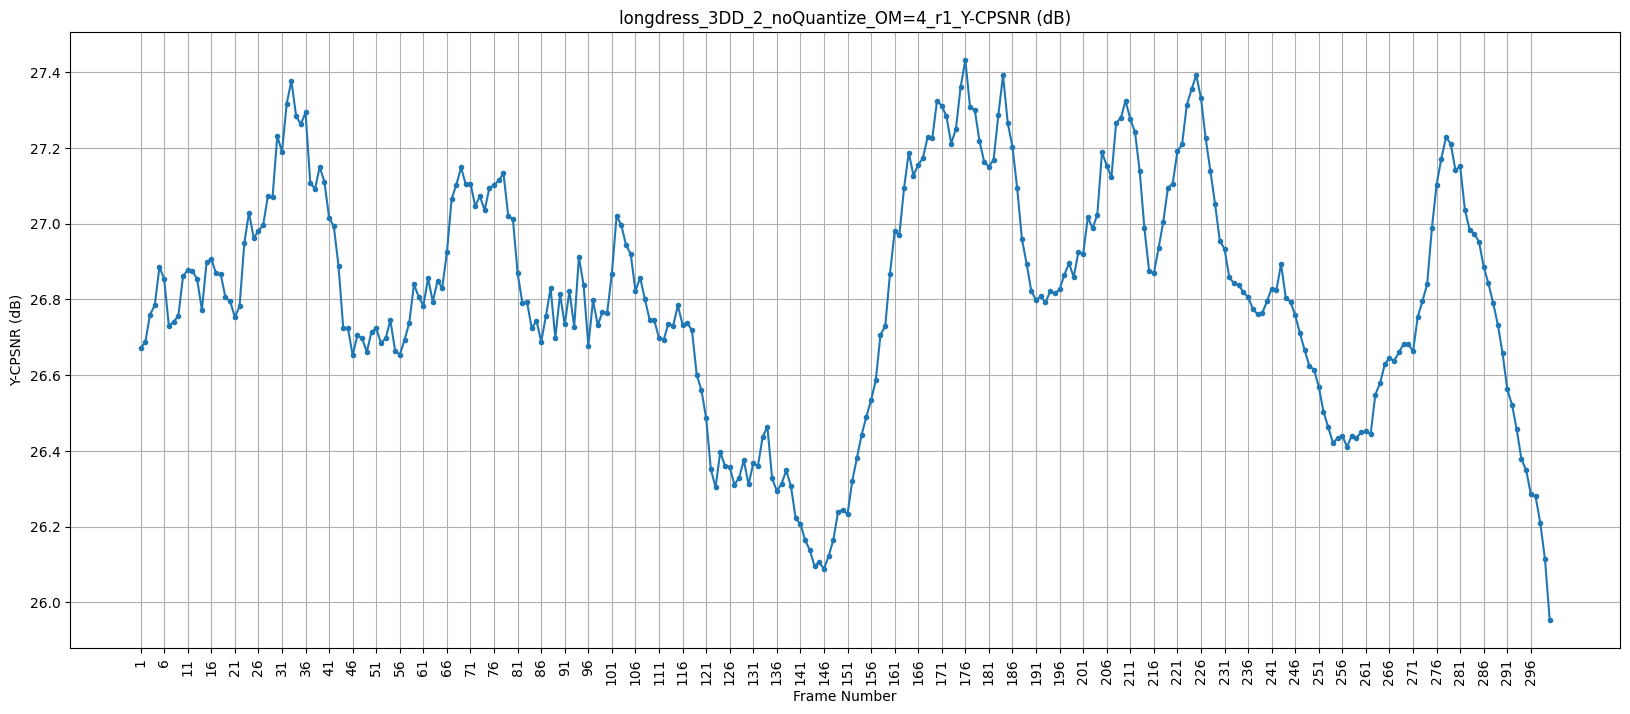 longdress_3DD_2_noQuantize_OM=4_r1_Y-CPSNR (dB)
Y-CPSNR (dB)
27.4
27.2
27.0
26.8
26.6
26.4
26.2
26.0
1 6 11 16 21 26 31 36 41 46 51 56 61 66 71 76 81 86 91 96 101 106 111 116 121 126 131 136 141 146 151 156 161 166 171 176 181 186 191 196 201 206 211 216 221 226 231 236 241 246 251 256 261 266 271 276 281 286 291 296
Frame Number